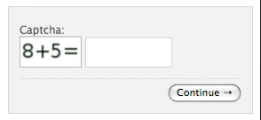 Captcha:
8+5=
Continue →